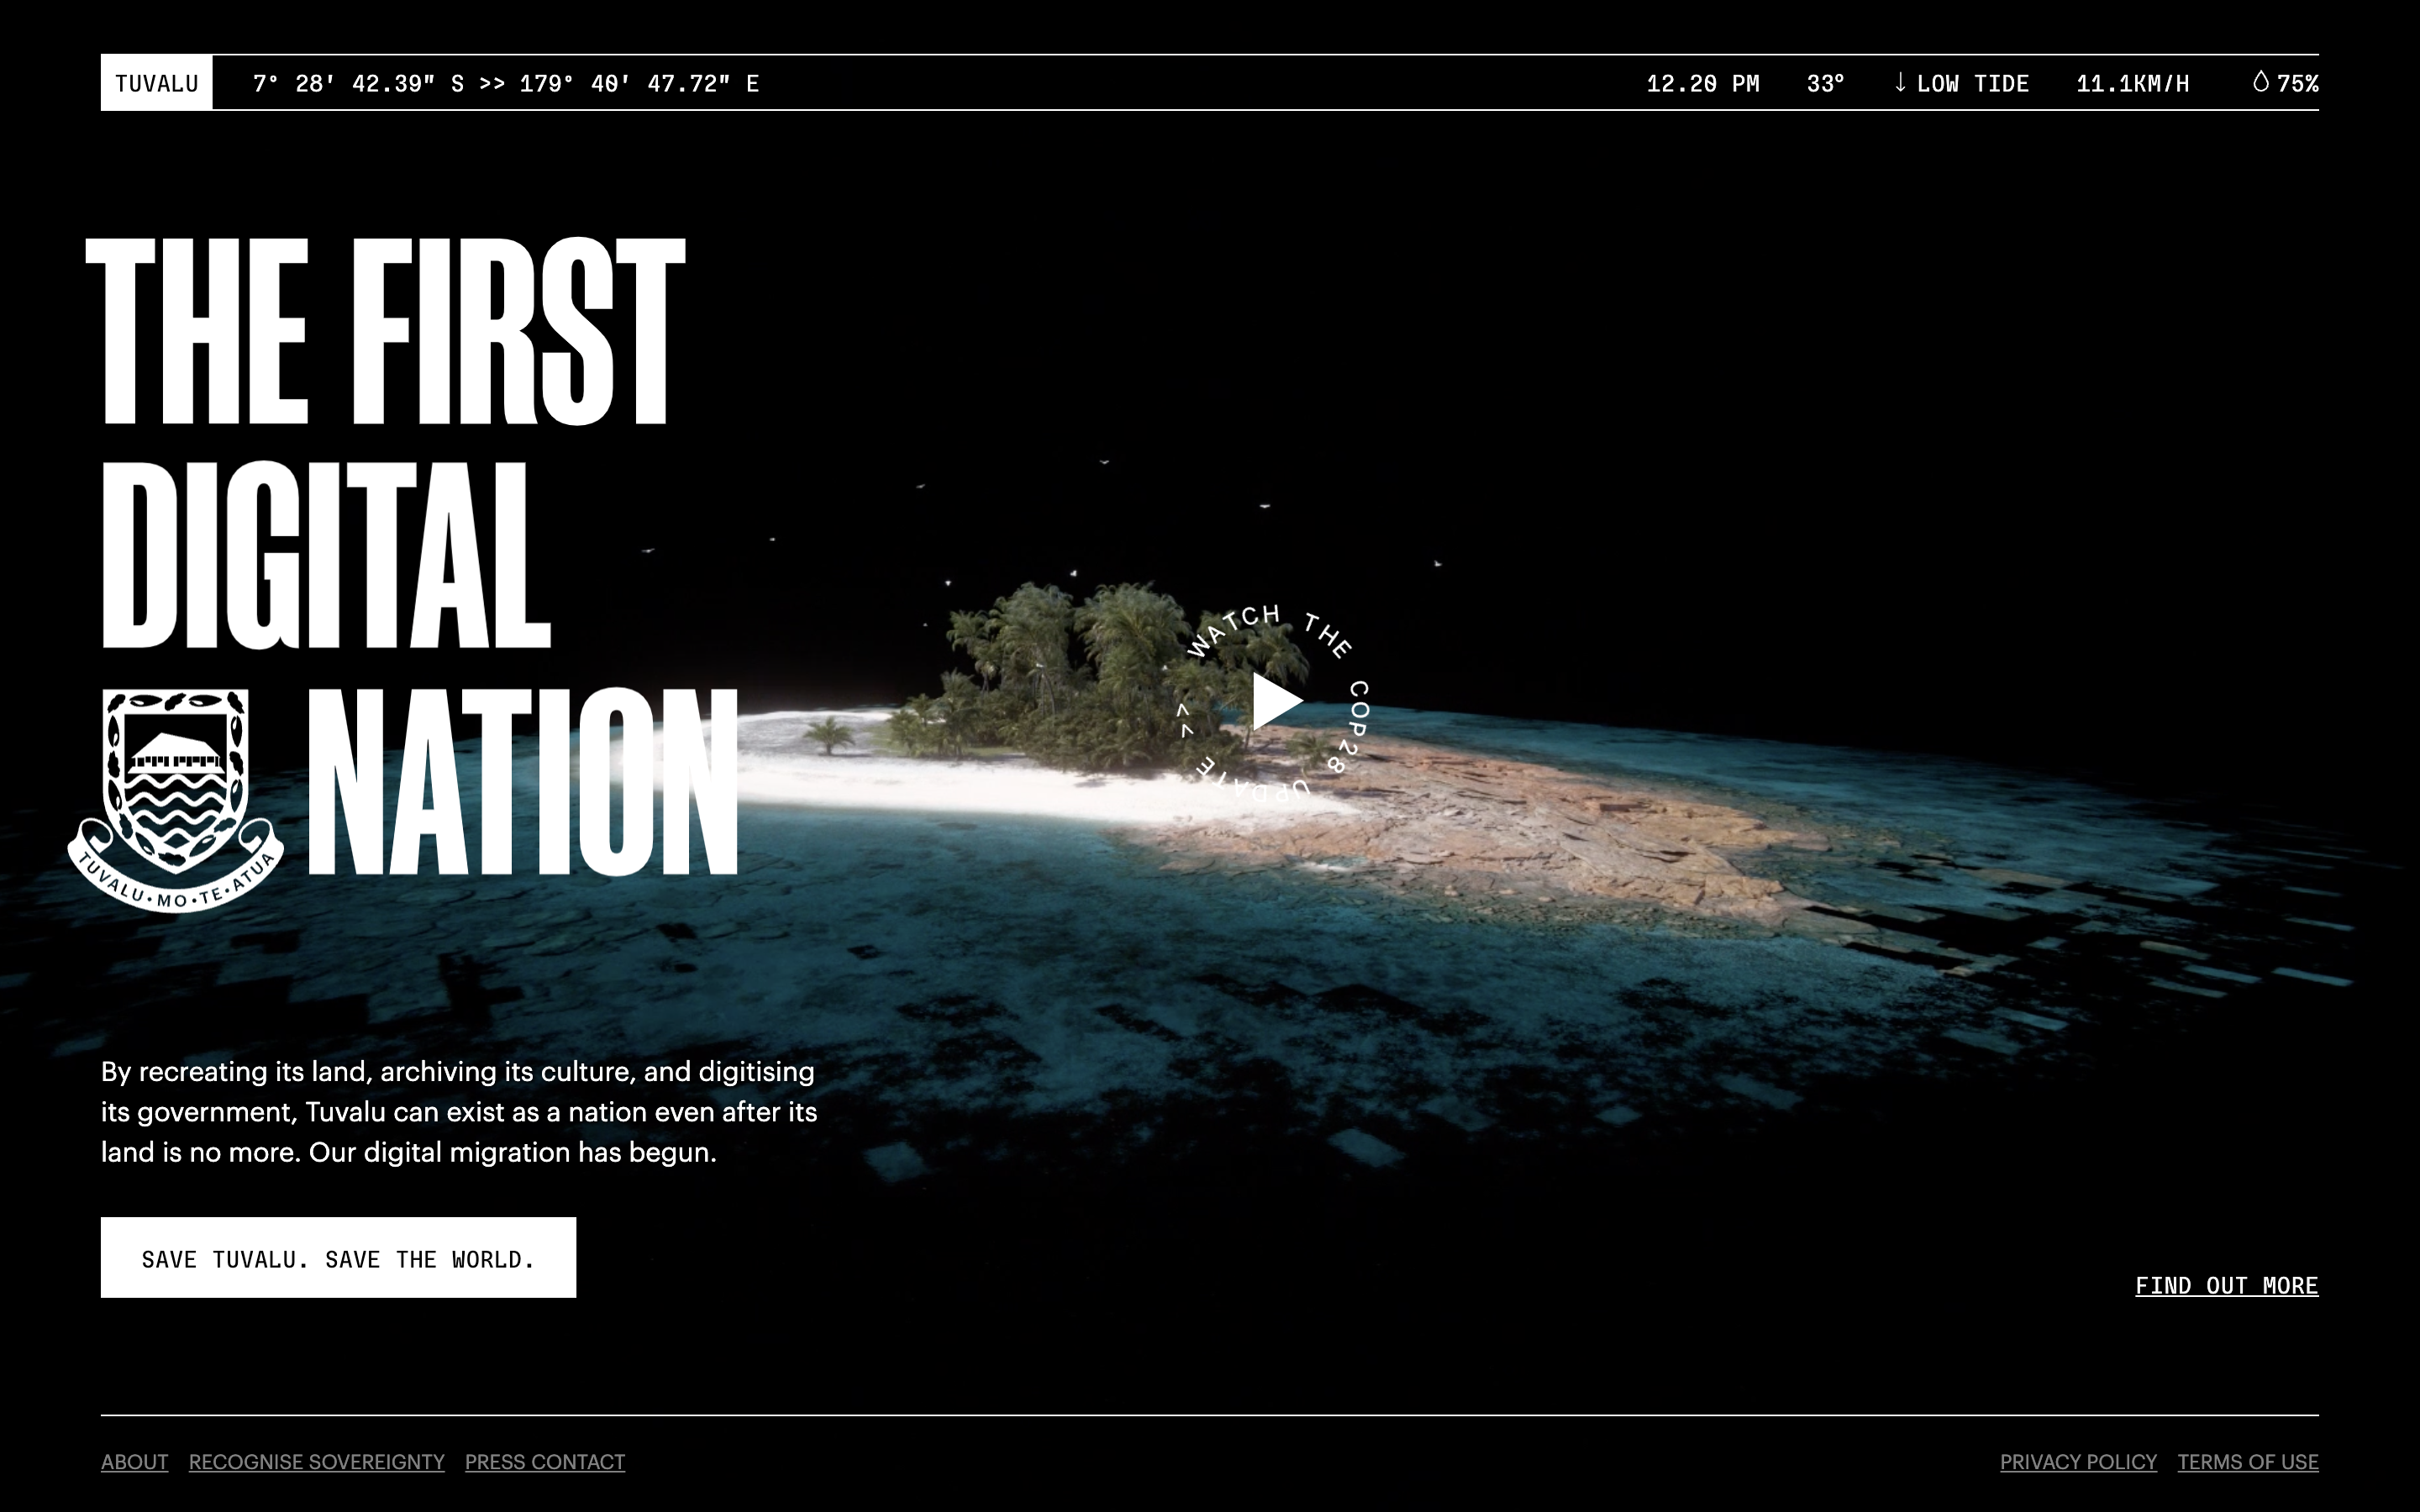 TUVALU 7° 28′ 42.39″ S >> 179° 40′ 47.72″ E 12.20 PM 33° ↓ LOW TIDE 11.1KM/H 75%
THE FIRST
DIGITAL
NATION
TUVALU•MO•TE•ATUA
WATCH THE COP28 UPDATE >>
By recreating its land, archiving its culture, and digitising
its government, Tuvalu can exist as a nation even after its
land is no more. Our digital migration has begun.
SAVE TUVALU. SAVE THE WORLD.
FIND OUT MORE
ABOUT RECOGNISE SOVEREIGNTY PRESS CONTACT PRIVACY POLICY TERMS OF USE